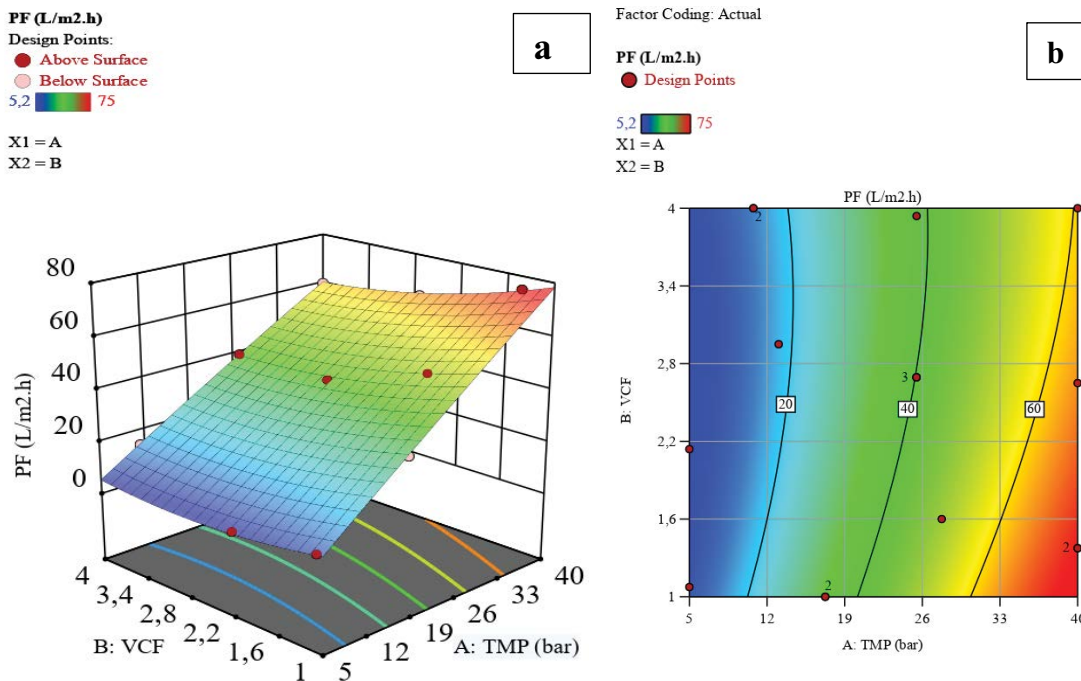 PF (L/m2.h)
Design Points:
Above Surface
Below Surface
5,2 75
X1 = A
X2 = B
a
80
60
40
20
0
PF (L/m2.h)
4
3,4
2,8
2,2
1,6
1
B: VCF
40
33
26
19
12
5
A: TMP (bar)
Factor Coding: Actual
b
PF (L/m2.h)
Design Points
5,2 75
X1 = A
X2 = B
PF (L/m2.h)
4
3,4
2,8
2,2
1,6
1
B: VCF
2
3
20 40 60
2
2
5 12 19 26 33 40
A: TMP (bar)